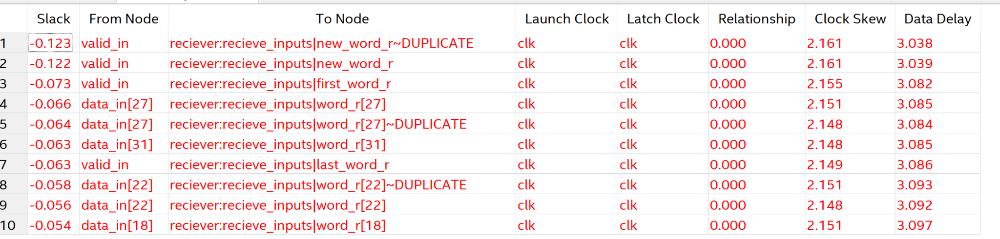 Slack From Node To Node Launch Clock Latch Clock Relationship Clock Skew Data Delay
1 -0.123 valid_in reciever:recieve_inputs|new_word_r~DUPLICATE clk clk 0.000 2.161 3.038
2 -0.122 valid_in reciever:recieve_inputs|new_word_r clk clk 0.000 2.161 3.039
3 -0.073 valid_in reciever:recieve_inputs|first_word_r clk clk 0.000 2.155 3.082
4 -0.066 data_in[27] reciever:recieve_inputs|word_r[27] clk clk 0.000 2.151 3.085
5 -0.064 data_in[27] reciever:recieve_inputs|word_r[27]~DUPLICATE clk clk 0.000 2.148 3.084
6 -0.063 data_in[31] reciever:recieve_inputs|word_r[31] clk clk 0.000 2.148 3.085
7 -0.063 valid_in reciever:recieve_inputs|last_word_r clk clk 0.000 2.149 3.086
8 -0.058 data_in[22] reciever:recieve_inputs|word_r[22]~DUPLICATE clk clk 0.000 2.151 3.093
9 -0.056 data_in[22] reciever:recieve_inputs|word_r[22] clk clk 0.000 2.148 3.092
10 -0.054 data_in[18] reciever:recieve_inputs|word_r[18] clk clk 0.000 2.151 3.097